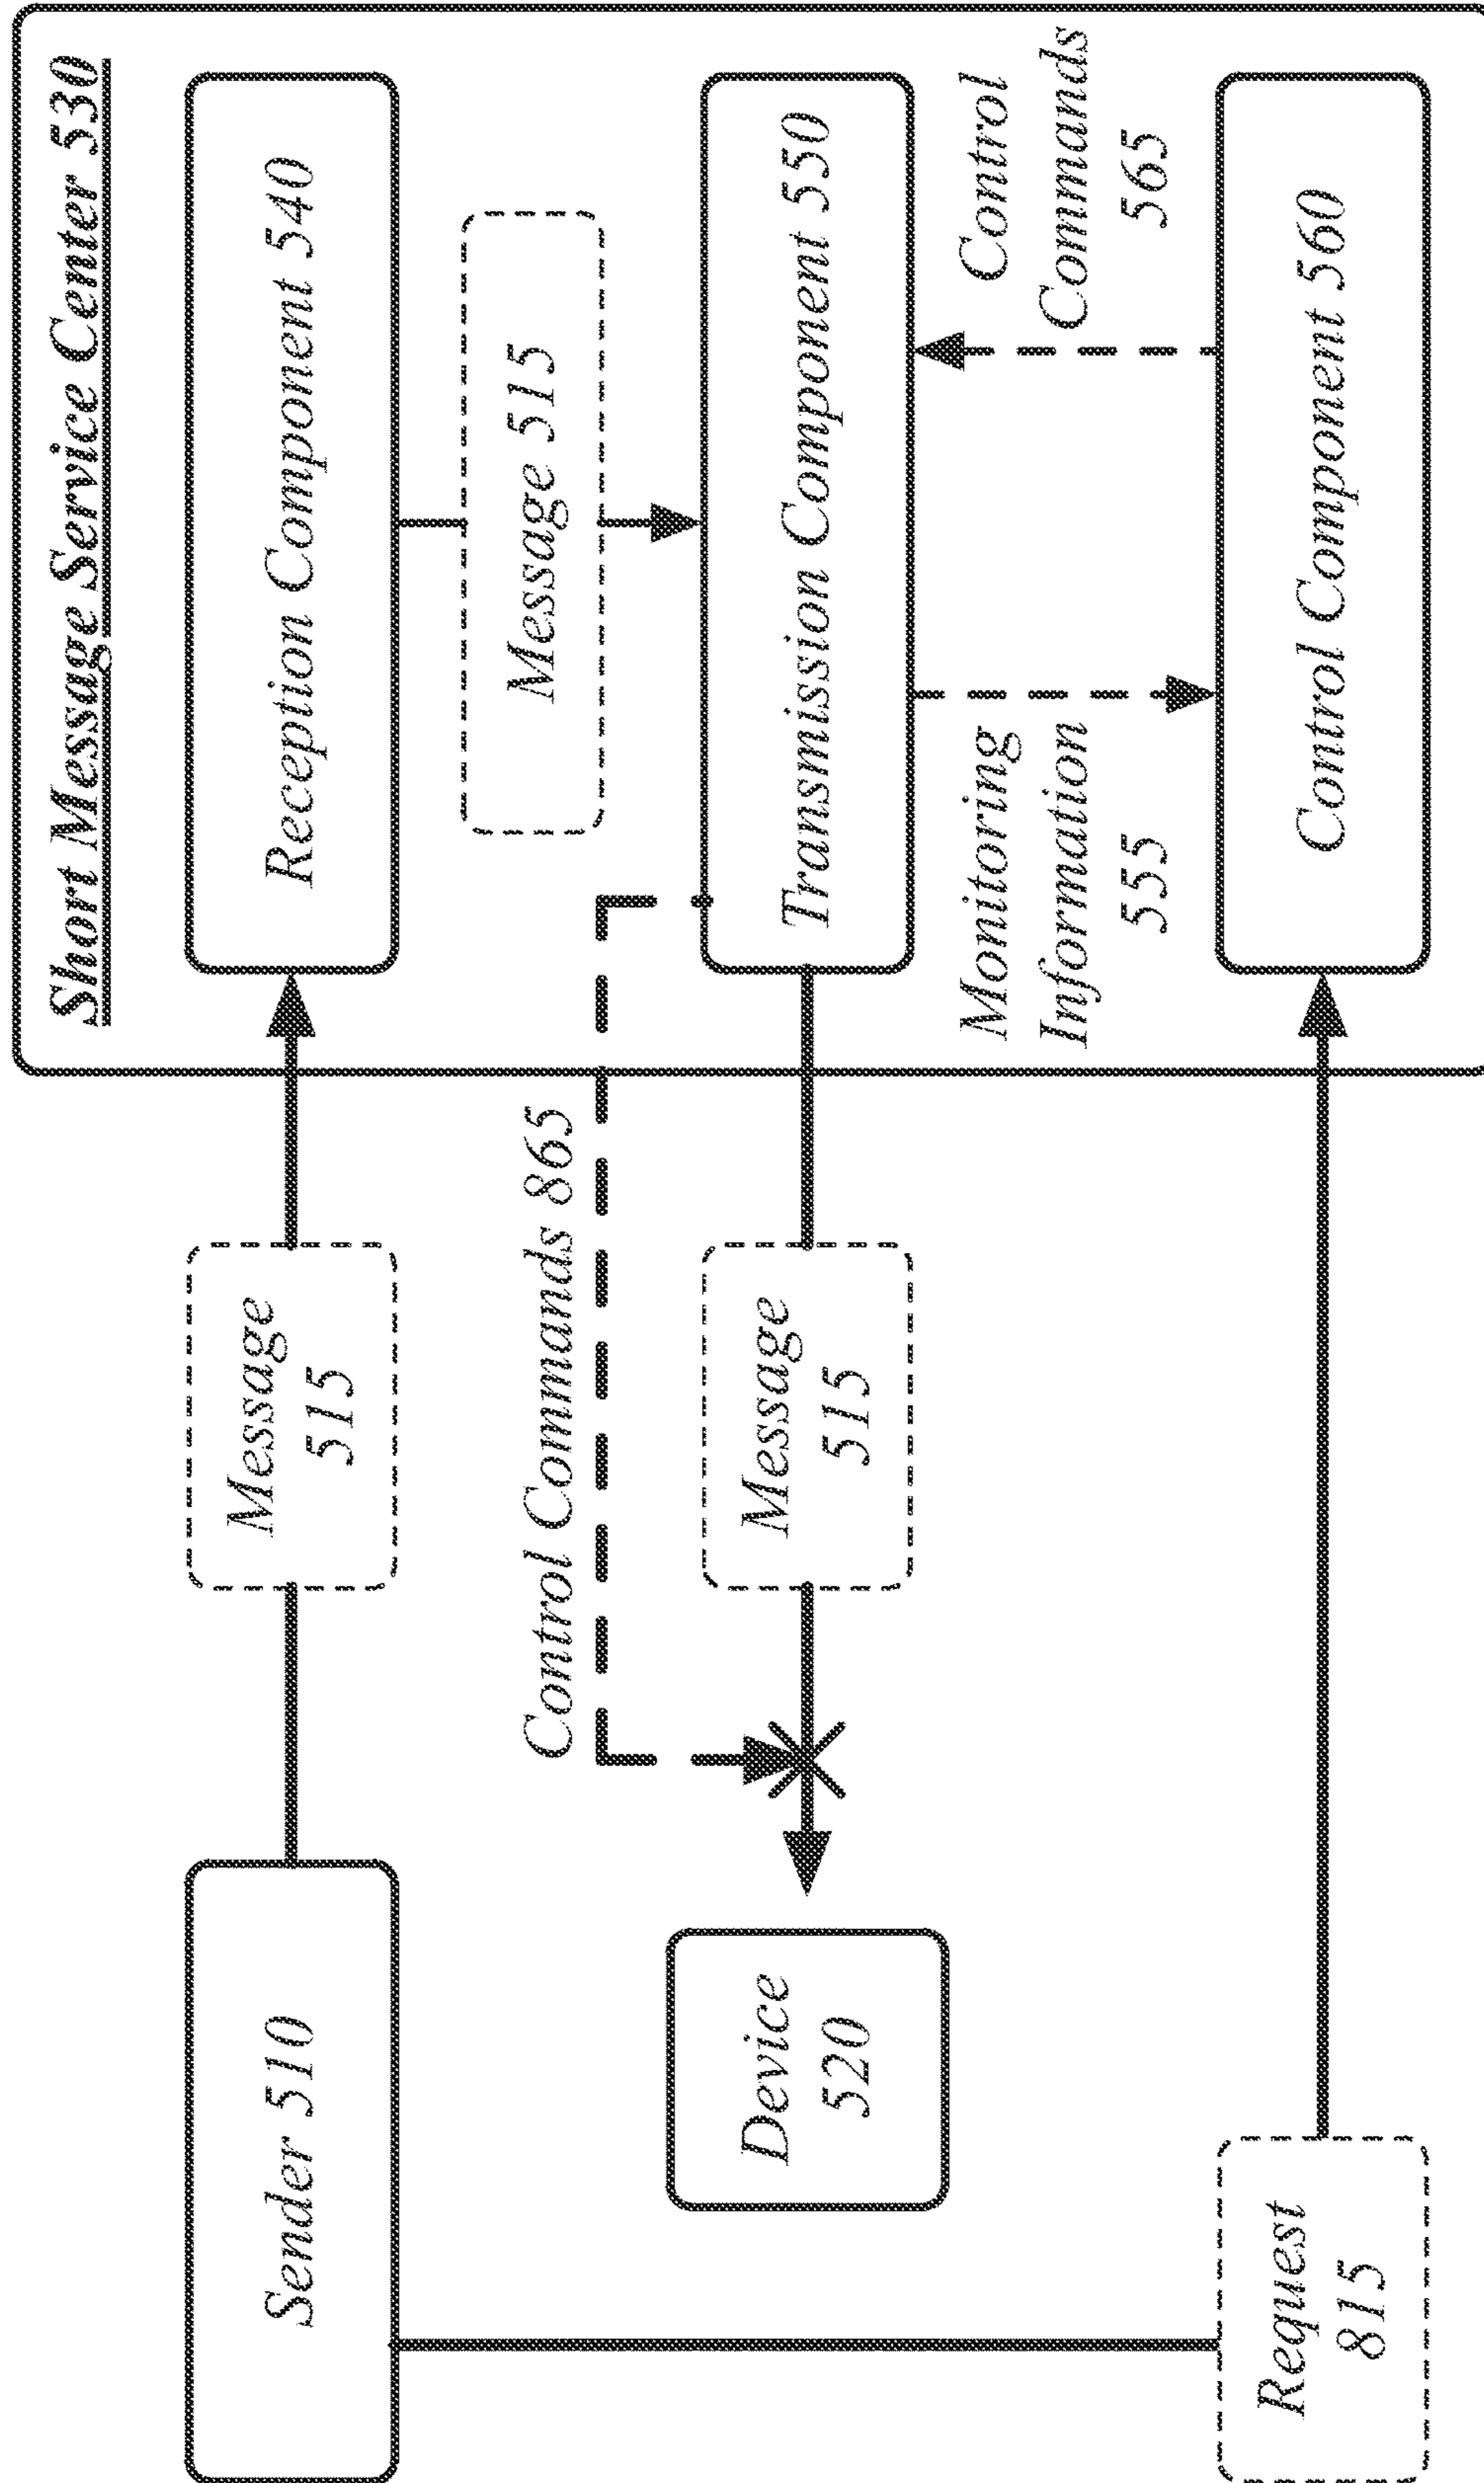 Short Message Service Center 530
Sender 510
Message
515
Reception Component 540
Message 515
Control Commands 865
Device
520
Message
515
Transmission Component 550
Monitoring
Information
555
Control
Commands
565
Request
815
Control Component 560